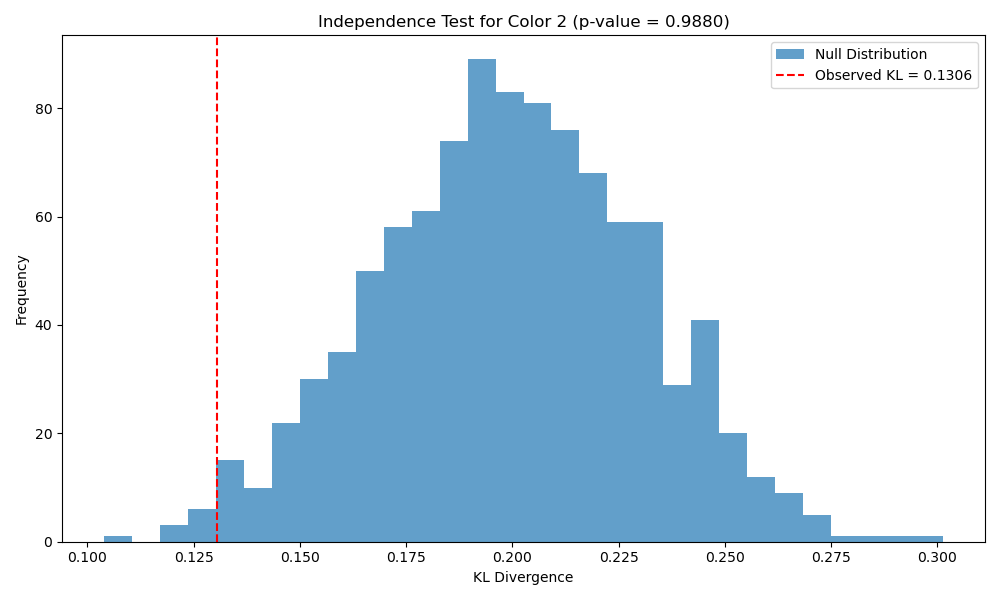 Independence Test for Color 2 (p-value = 0.9880)
Null Distribution
Observed KL = 0.1306
Frequency
80
60
40
20
0
0.100 0.125 0.150 0.175 0.200 0.225 0.250 0.275 0.300
KL Divergence